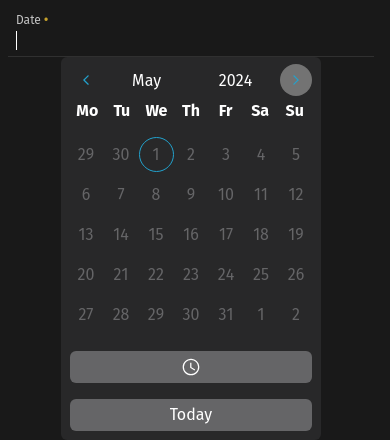 Date •
May 2024
Mo Tu We Th Fr Sa Su
29 30 1 2 3 4 5
6 7 8 9 10 11 12
13 14 15 16 17 18 19
20 21 22 23 24 25 26
27 28 29 30 31 1 2
Today